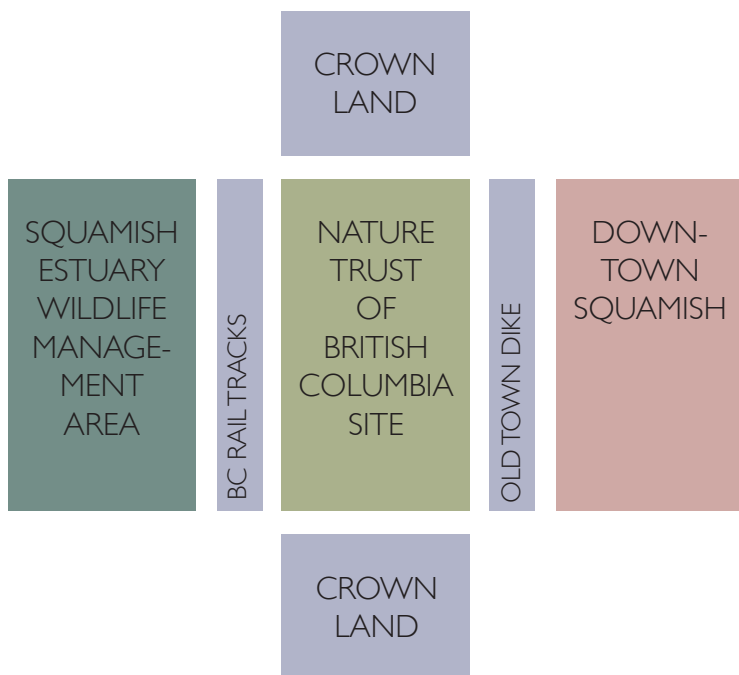 CROWN
LAND
SQUAMISH
ESTUARY
WILDLIFE
MANAGE-
MENT
AREA
BC RAIL TRACKS
NATURE
TRUST
OF
BRITISH
COLUMBIA
SITE
OLD TOWN DIKE
DOWN-
TOWN
SQUAMISH
CROWN
LAND